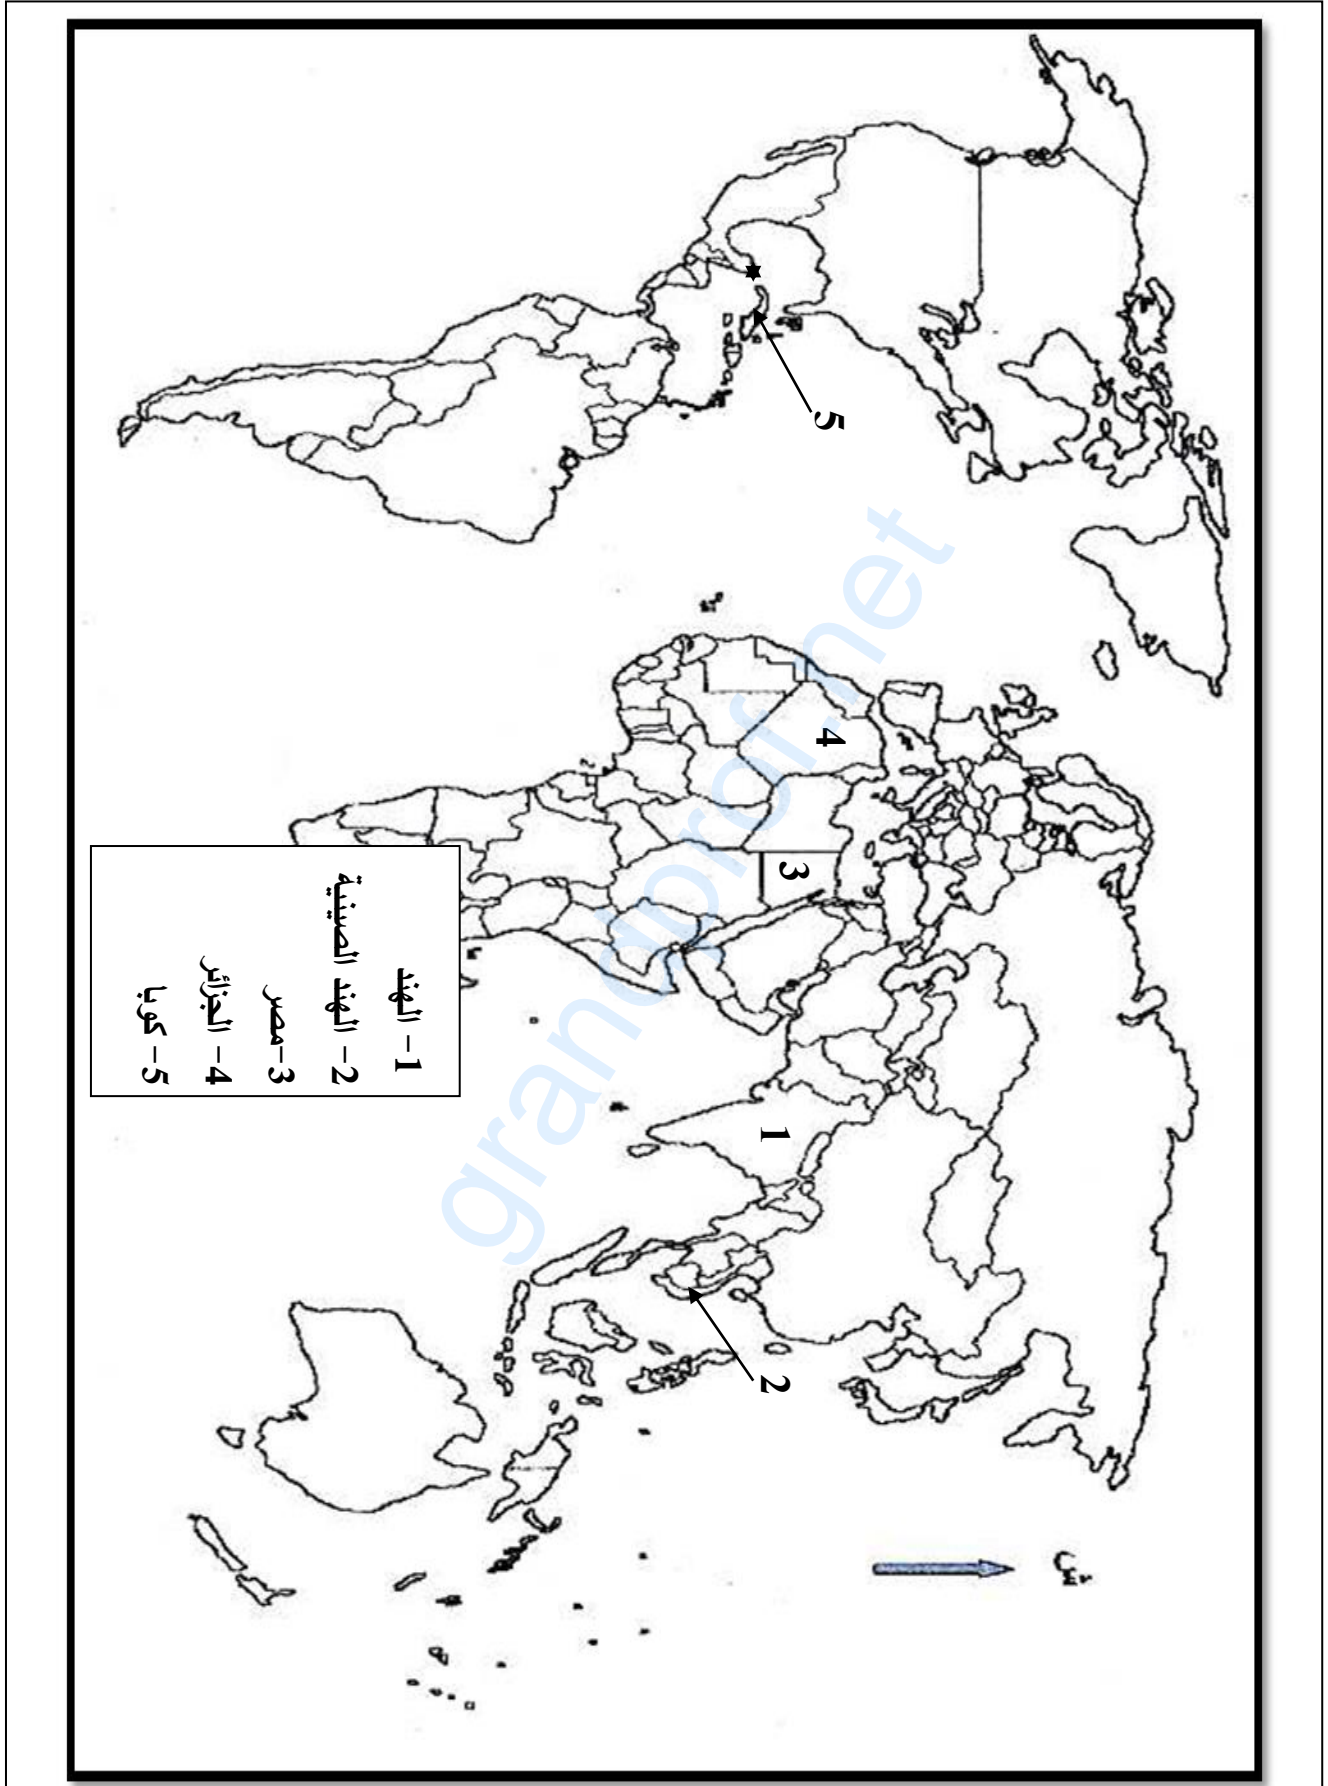 5
4
3
1
2
1- الهند
2- الهند الصينية
3-مصر
4- الجزائر
5- كوبا
grandprof.net